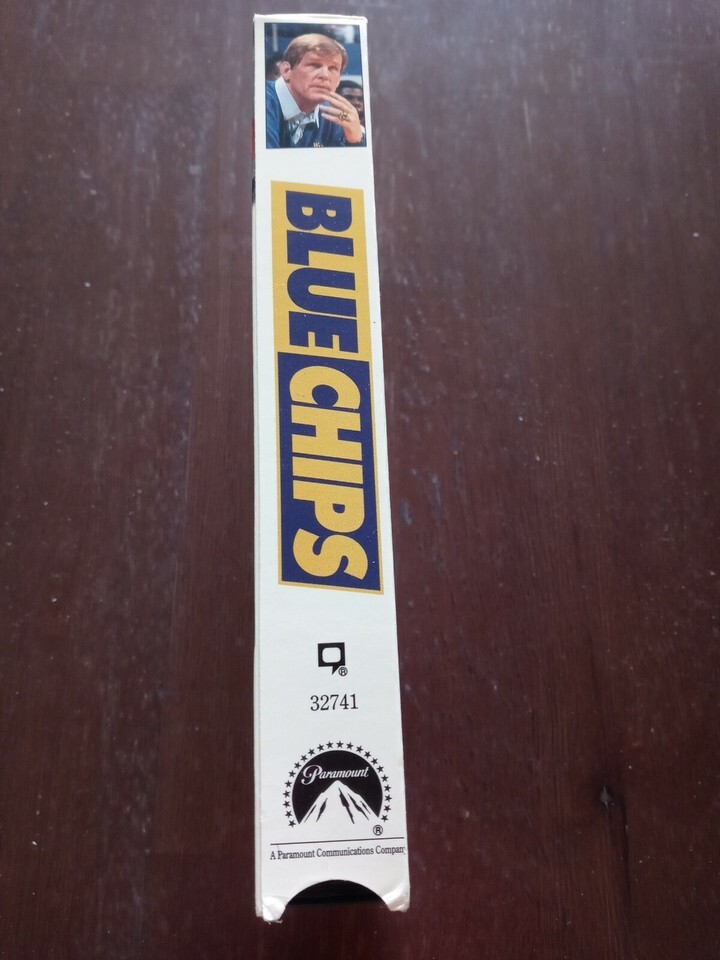 BLUE CHIPS
®
32741
Paramount
®
A Paramount Communications Company